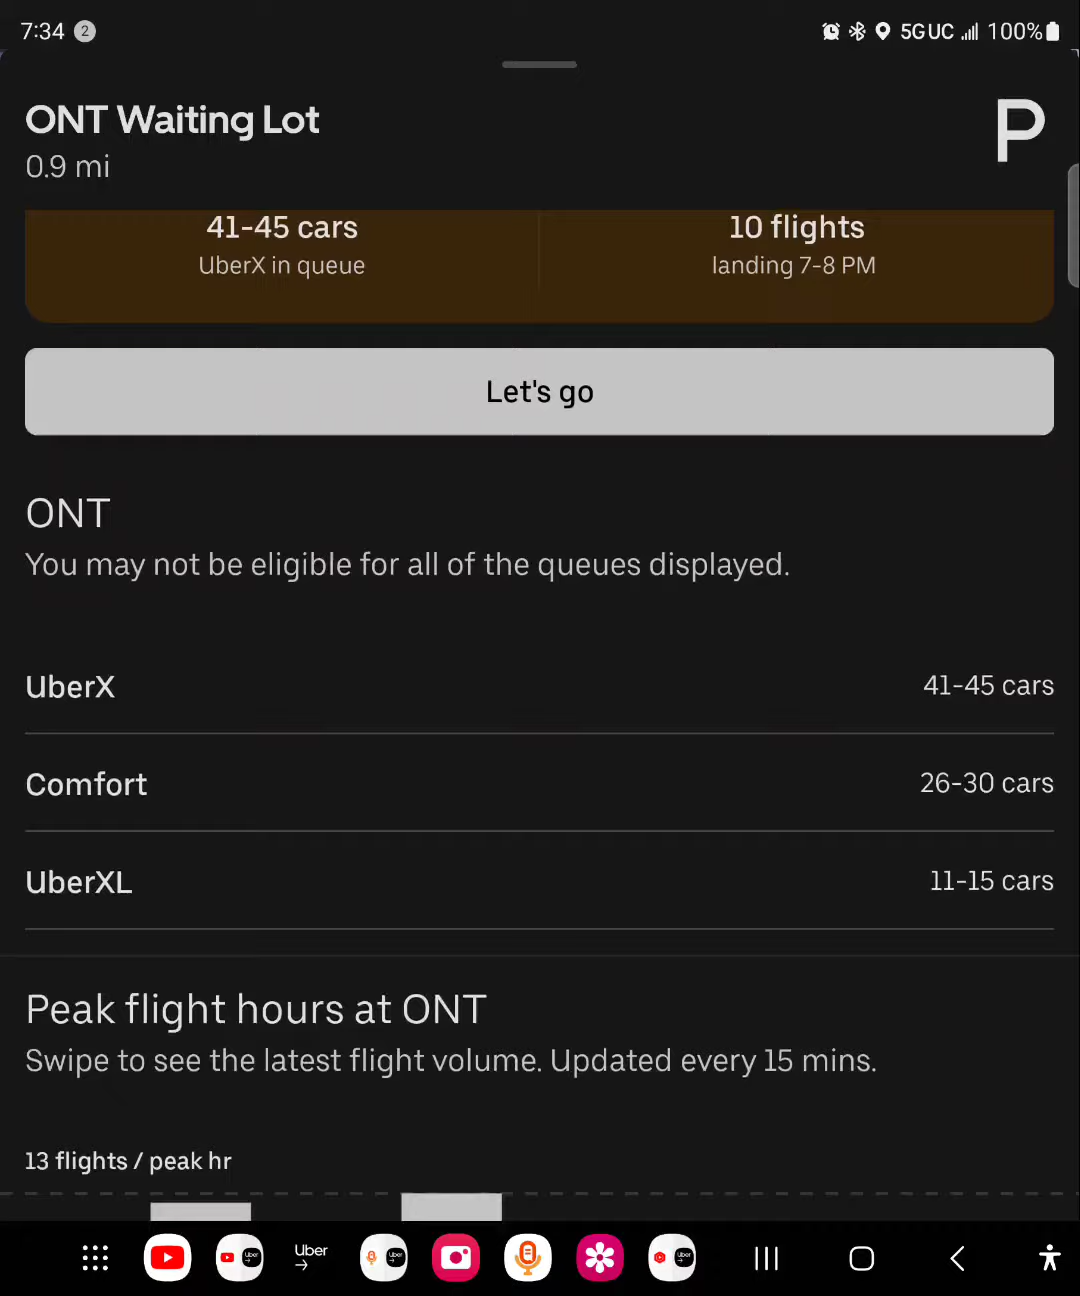 7:34 2 5G UC 100%
ONT Waiting Lot
P
0.9 mi
41-45 cars
UberX in queue
10 flights
landing 7-8 PM
Let's go
ONT
You may not be eligible for all of the queues displayed.
UberX 41-45 cars
Comfort 26-30 cars
UberXL 11-15 cars
Peak flight hours at ONT
Swipe to see the latest flight volume. Updated every 15 mins.
13 flights / peak hr
Uber Uber Uber Uber